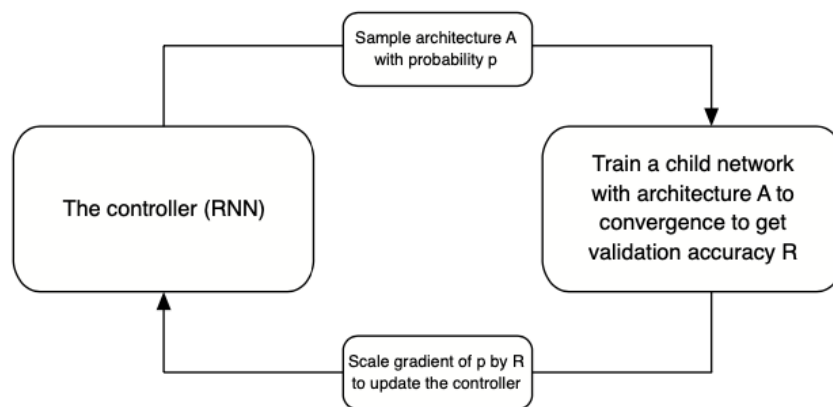 Sample architecture A
with probability p
The controller (RNN)
Train a child network
with architecture A to
convergence to get
validation accuracy R
Scale gradient of p by R
to update the controller